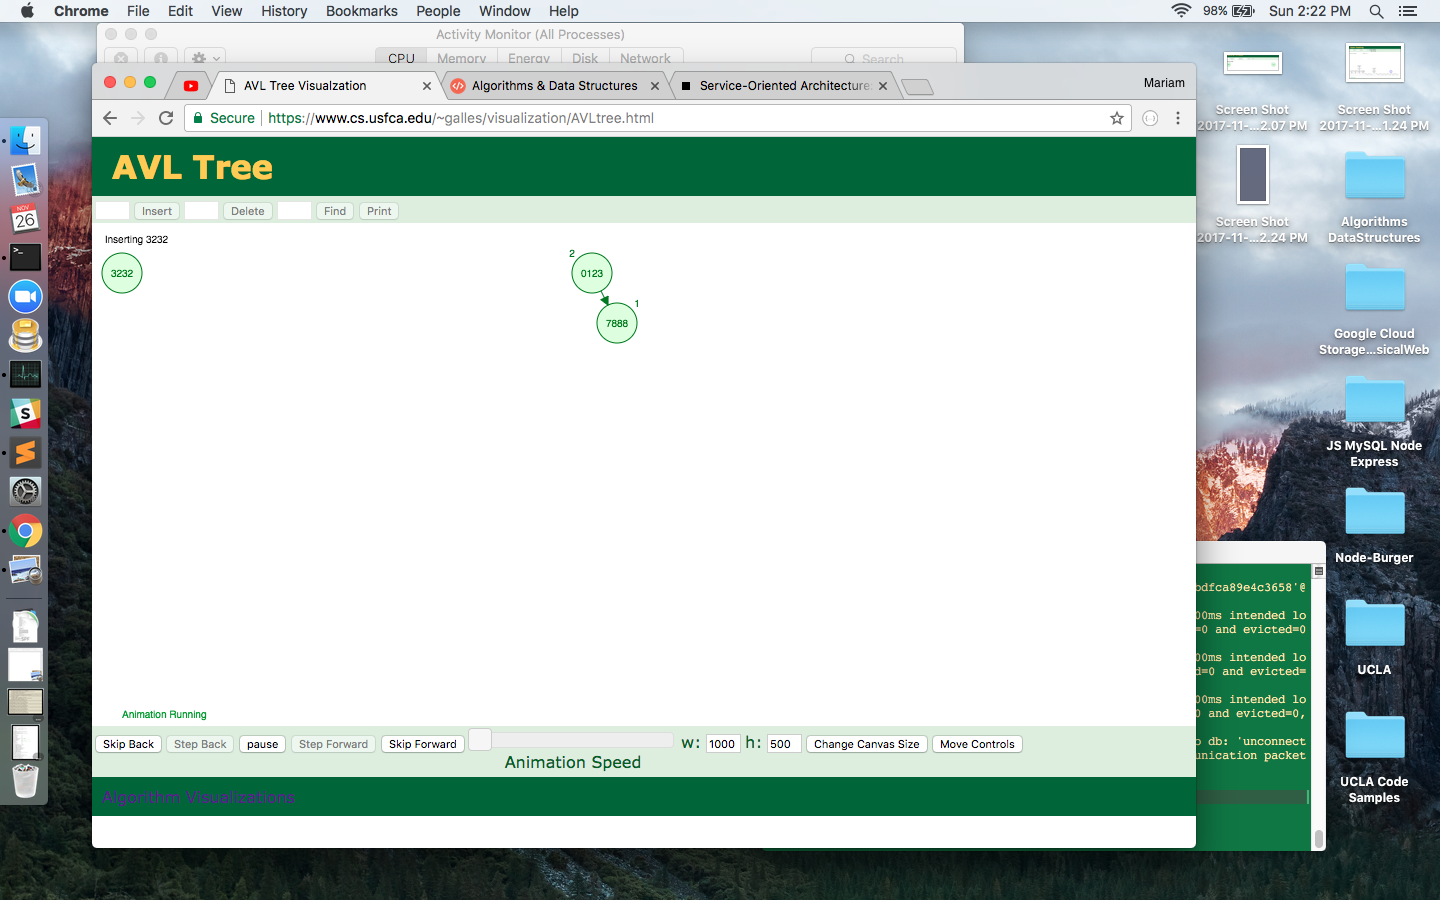 Chrome File Edit View History Bookmarks People Window Help 98% Sun 2:22 PM
Activity Monitor (All Processes)
CPU Memory Energy Disk Network Search
AVL Tree Visualzation Algorithms & Data Structures Service-Oriented Architecture: Mariam
Secure https://www.cs.usfca.edu/~galles/visualization/AVLtree.html
AVL Tree
Insert Delete Find Print
Inserting 3232
3232
2
0123
1
7888
Animation Running
Skip Back Step Back pause Step Forward Skip Forward w: 1000 h: 500 Change Canvas Size Move Controls
Animation Speed
Algorithm Visualizations
NOV
26
Screen Shot
2017-11-...2.07 PM
Screen Shot
2017-11-...1.24 PM
Screen Shot
2017-11-...2.24 PM
Algorithms
DataStructures
Google Cloud
Storage...sicalWeb
JS MySQL Node
Express
Node-Burger
UCLA
UCLA Code
Samples
odfca89e4c3658'@
00ms intended lo
=0 and evicted=0
00ms intended lo
d=0 and evicted=
00ms intended lo
0 and evicted=0,
o db: 'unconnect
unication packet